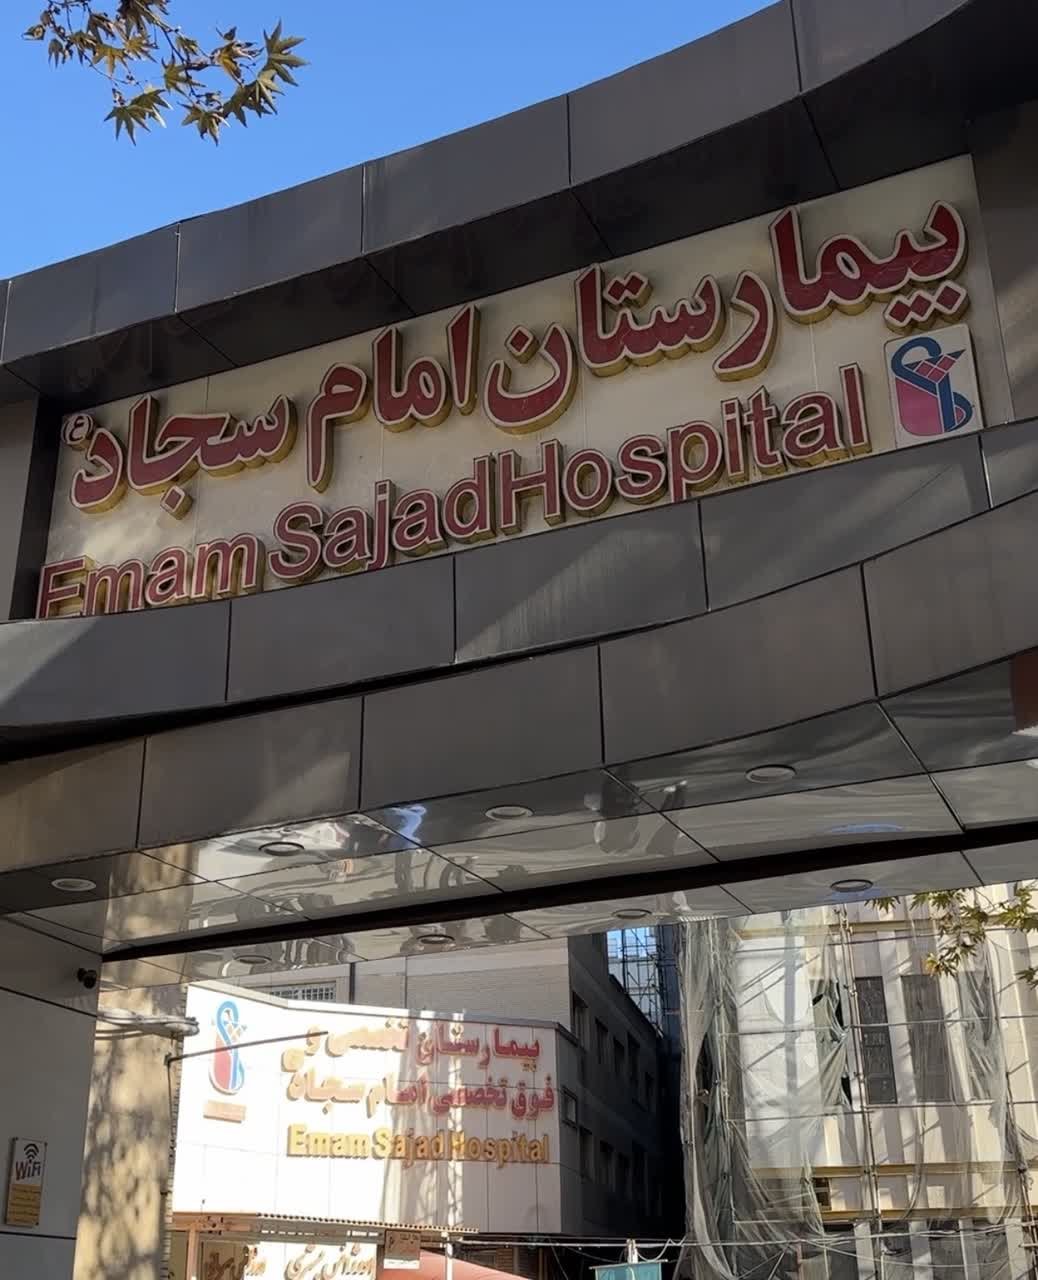 بیمارستان امام سجاد ع
Emam Sajad Hospital
بیمارستان تخصصی و
فوق تخصصی امام سجاد
Emam Sajad Hospital
WiFi